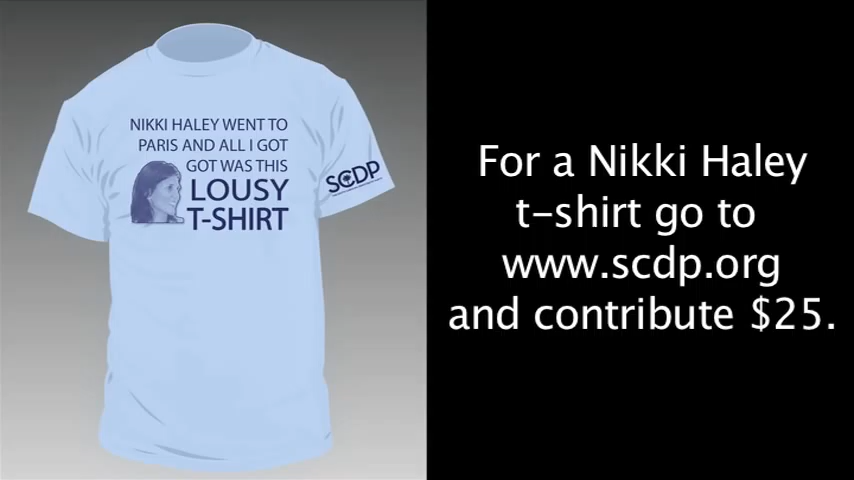 NIKKI HALEY WENT TO
PARIS AND ALL I GOT
GOT WAS THIS
LOUSY
T-SHIRT
SCDP
For a Nikki Haley
t-shirt go to
www.scdp.org
and contribute $25.